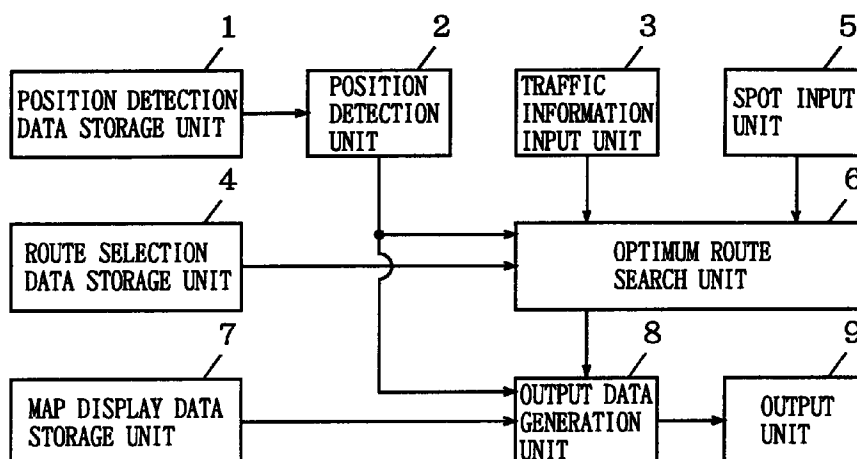 1
2
3
5
POSITION DETECTION
DATA STORAGE UNIT
POSITION
DETECTION
UNIT
TRAFFIC
INFORMATION
INPUT UNIT
SPOT INPUT
UNIT
4
6
ROUTE SELECTION
DATA STORAGE UNIT
OPTIMUM ROUTE
SEARCH UNIT
7
8
9
MAP DISPLAY DATA
STORAGE UNIT
OUTPUT DATA
GENERATION
UNIT
OUTPUT
UNIT